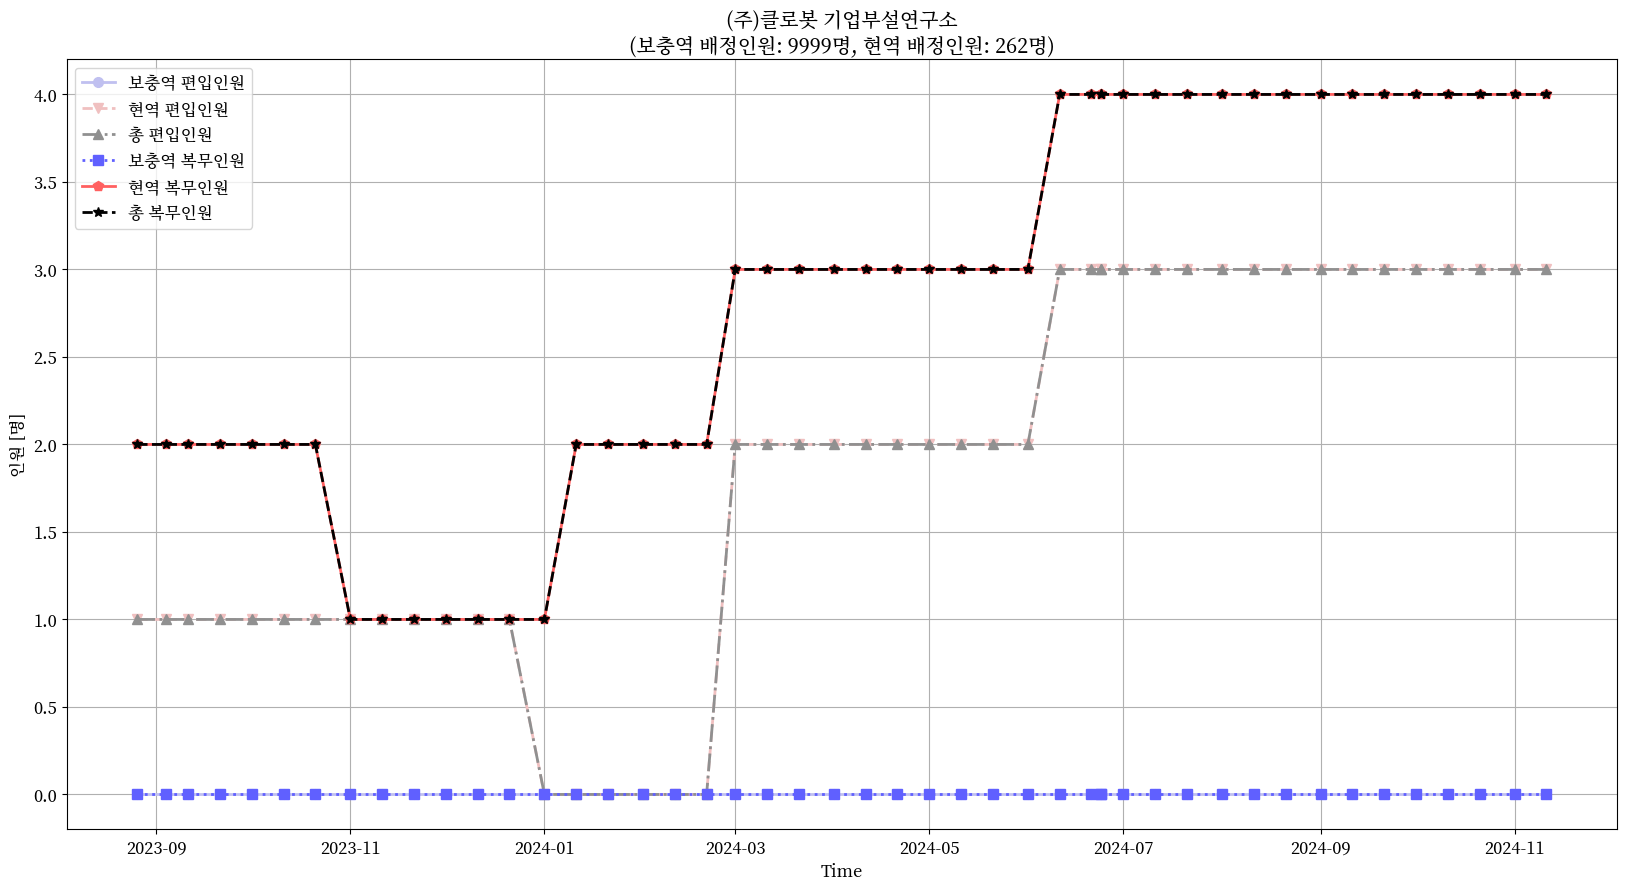 (주)클로봇 기업부설연구소
(보충역 배정인원: 9999명, 현역 배정인원: 262명)
보충역 편입인원
현역 편입인원
총 편입인원
보충역 복무인원
현역 복무인원
총 복무인원
4.0
3.5
3.0
2.5
2.0
1.5
1.0
0.5
0.0
인원 [명]
2023-09 2023-11 2024-01 2024-03 2024-05 2024-07 2024-09 2024-11
Time